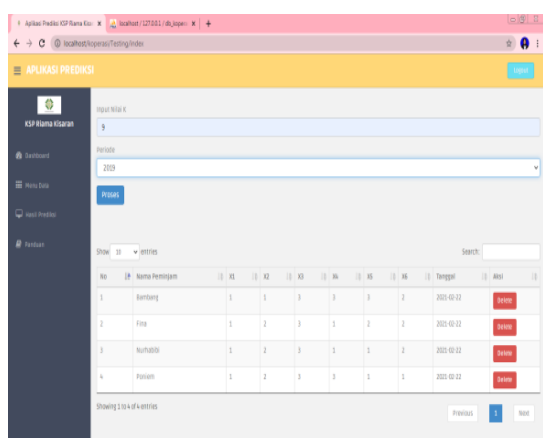 Aplikasi Prediksi KSP Riama Kisar
localhost / 127.0.0.1 / db_koperas
localhost/koperasi/Testing/index
APLIKASI PREDIKSI
Logout
KSP Riama Kisaran
Dashboard
Menu Data
Hasil Prediksi
Panduan
Input Nilai K
9
Periode
2019
Proses
Show 10 entries
Search:
No Nama Peminjam X1 X2 X3 X4 X5 X6 Tanggal Aksi
1 Bambang 1 1 3 3 3 2 2021-02-22 Delete
2 Fina 1 2 3 1 2 2 2021-02-22 Delete
3 Nurhabibi 1 2 3 1 1 2 2021-02-22 Delete
4 Paniem 1 2 3 3 1 1 2021-02-22 Delete
Showing 1 to 4 of 4 entries
Previous 1 Next